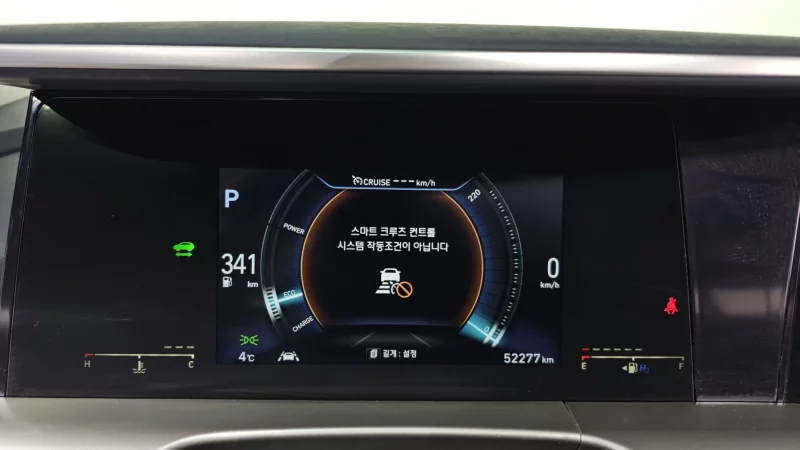 CRUISE --- km/h
P
220
POWER
스마트 크루즈 컨트롤
시스템 작동조건이 아닙니다
341 km
0 km/h
ECO
CHARGE
4℃
길게 : 설정
52277 km
H C
E H2 F